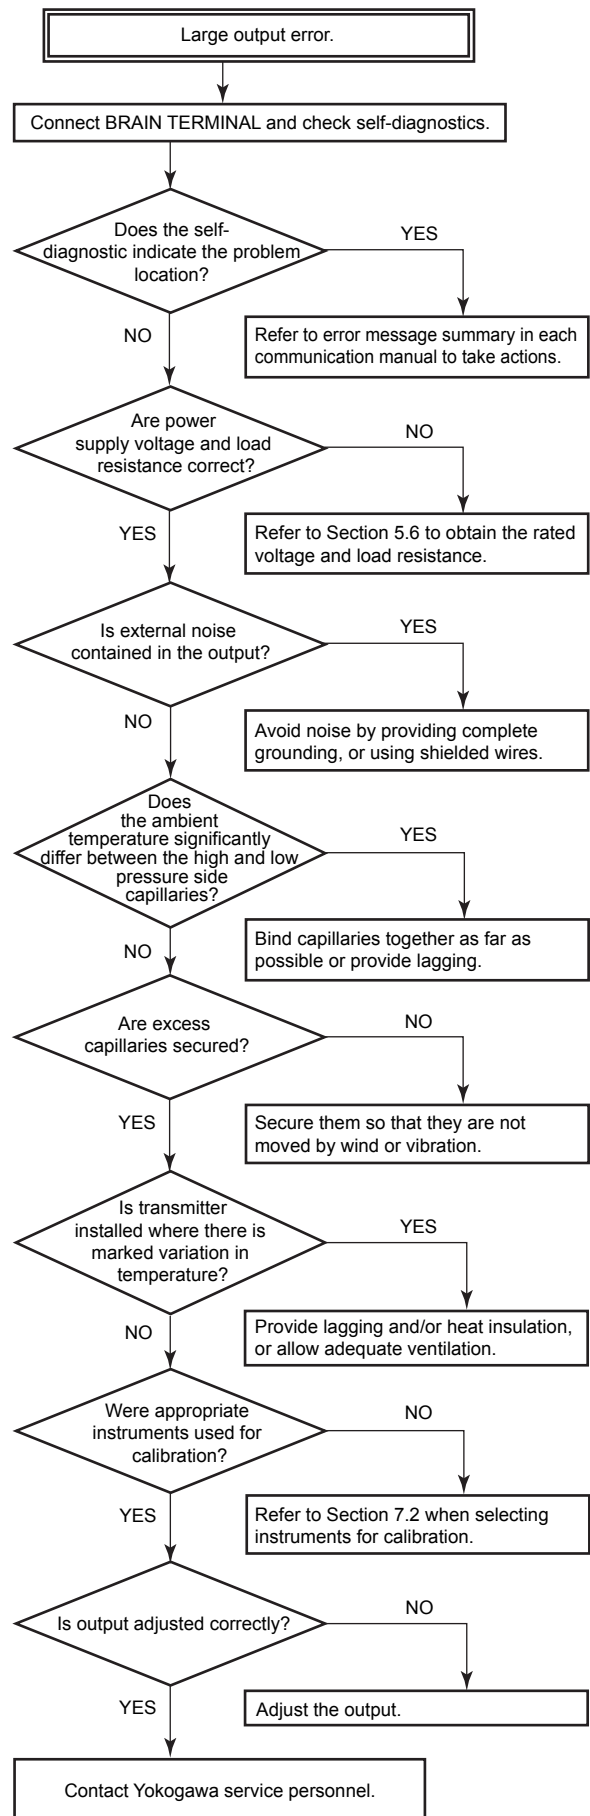 Large output error.
Connect BRAIN TERMINAL and check self-diagnostics.
Does the self-
diagnostic indicate the problem
location?
YES
Refer to error message summary in each
communication manual to take actions.
NO
Are power
supply voltage and load
resistance correct?
NO
Refer to Section 5.6 to obtain the rated
voltage and load resistance.
YES
Is external noise
contained in the output?
YES
Avoid noise by providing complete
grounding, or using shielded wires.
NO
Does
the ambient
temperature significantly
differ between the high and low
pressure side
capillaries?
YES
Bind capillaries together as far as
possible or provide lagging.
NO
Are excess
capillaries secured?
NO
Secure them so that they are not
moved by wind or vibration.
YES
Is transmitter
installed where there is
marked variation in
temperature?
YES
Provide lagging and/or heat insulation,
or allow adequate ventilation.
NO
Were appropriate
instruments used for
calibration?
NO
Refer to Section 7.2 when selecting
instruments for calibration.
YES
Is output adjusted correctly?
NO
Adjust the output.
YES
Contact Yokogawa service personnel.